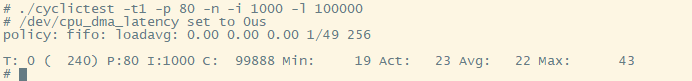 # ./cyclictest -t1 -p 80 -n -i 1000 -l 100000
# /dev/cpu_dma_latency set to 0us
policy: fifo: loadavg: 0.00 0.00 0.00 1/49 256
T: 0 (  240) P:80 I:1000 C:  99888 Min:     19 Act:   23 Avg:   22 Max:      43
#